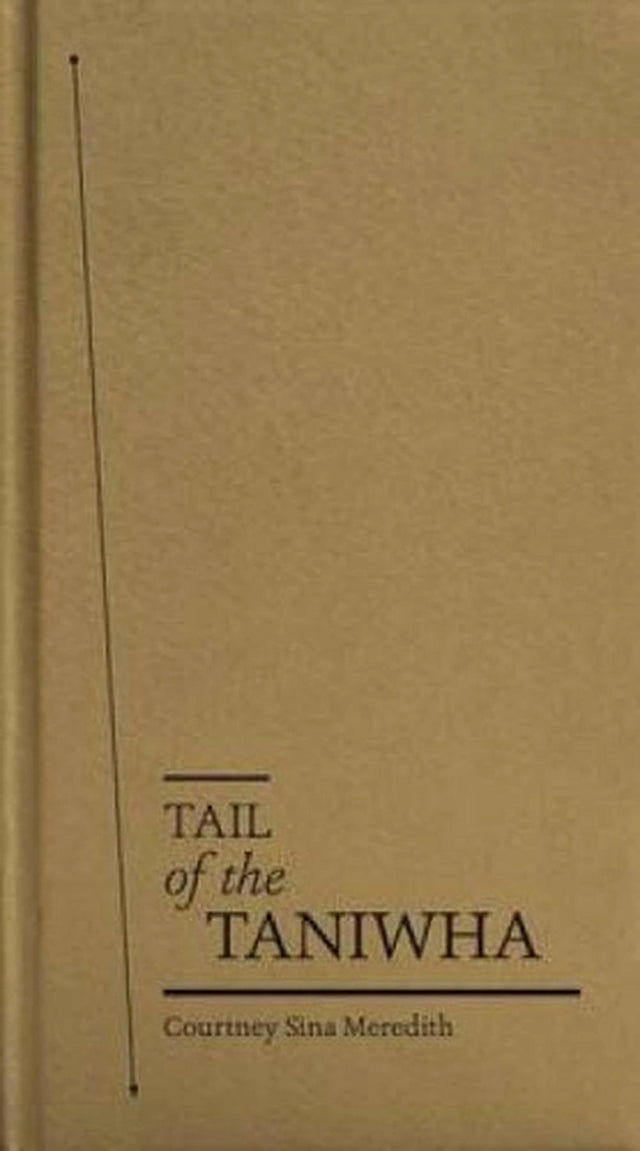 TAIL
of the
TANIWHA
Courtney Sina Meredith